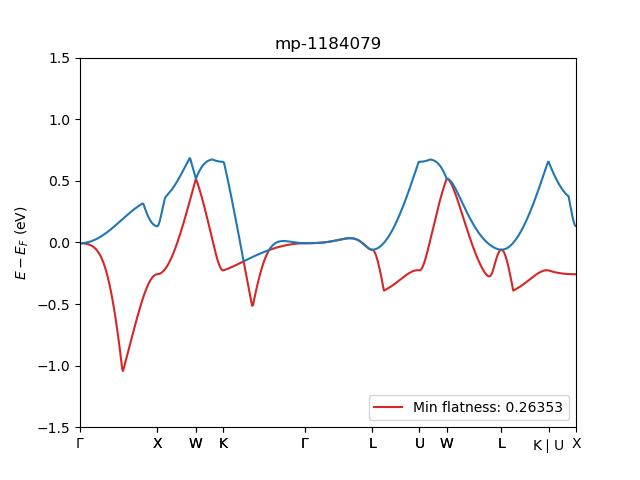 mp-1184079
E − E_F (eV)
1.5
1.0
0.5
0.0
−0.5
−1.0
−1.5
Min flatness: 0.26353
Γ X W K Γ L U W L K | U X